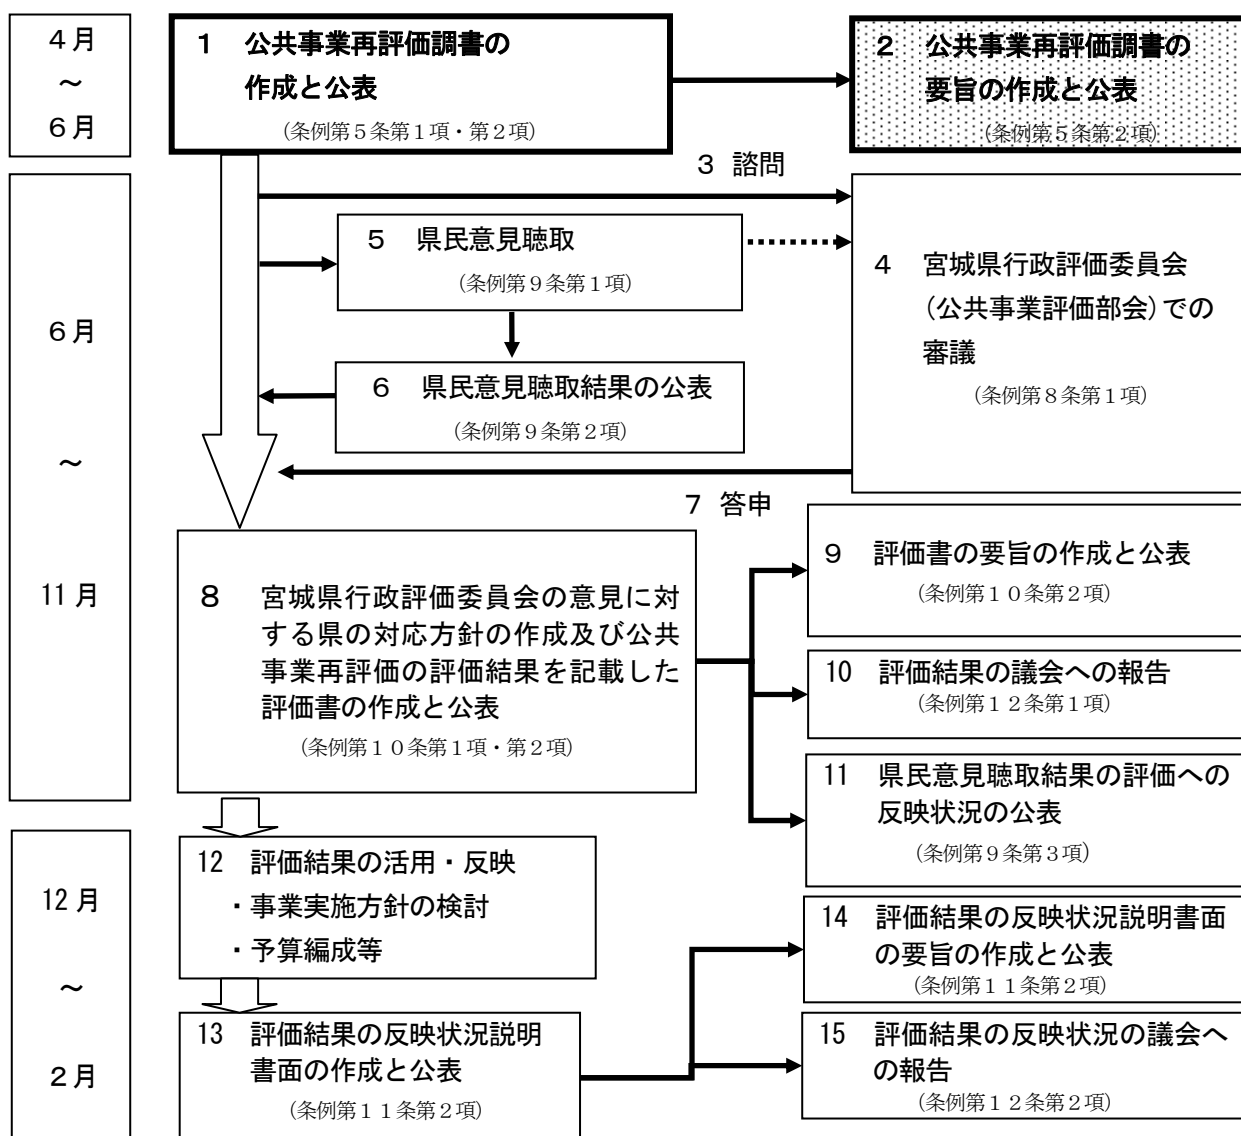 4月
～
6月
1 公共事業再評価調書の
作成と公表
(条例第5条第1項・第2項)
2 公共事業再評価調書の
要旨の作成と公表
(条例第5条第2項)
3 諮問
6月
～
11月
5 県民意見聴取
(条例第9条第1項)
4 宮城県行政評価委員会
(公共事業評価部会)での
審議
(条例第8条第1項)
6 県民意見聴取結果の公表
(条例第9条第2項)
7 答申
8 宮城県行政評価委員会の意見に対
する県の対応方針の作成及び公共
事業再評価の評価結果を記載した
評価書の作成と公表
(条例第10条第1項・第2項)
9 評価書の要旨の作成と公表
(条例第10条第2項)
10 評価結果の議会への報告
(条例第12条第1項)
11 県民意見聴取結果の評価への
反映状況の公表
(条例第9条第3項)
12月
～
2月
12 評価結果の活用・反映
・事業実施方針の検討
・予算編成等
13 評価結果の反映状況説明
書面の作成と公表
(条例第11条第2項)
14 評価結果の反映状況説明書面
の要旨の作成と公表
(条例第11条第2項)
15 評価結果の反映状況の議会へ
の報告
(条例第12条第2項)